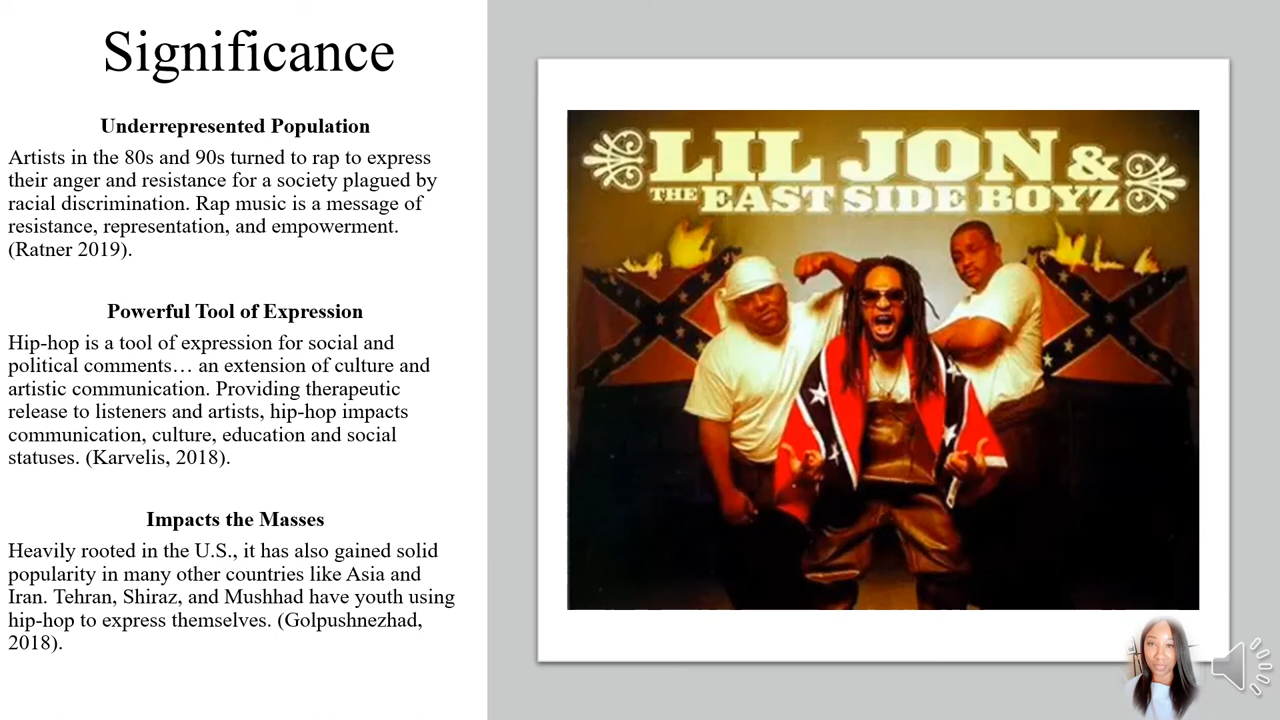 Significance
Underrepresented Population
Artists in the 80s and 90s turned to rap to express
their anger and resistance for a society plagued by
racial discrimination. Rap music is a message of
resistance, representation, and empowerment.
(Ratner 2019).
Powerful Tool of Expression
Hip-hop is a tool of expression for social and
political comments… an extension of culture and
artistic communication. Providing therapeutic
release to listeners and artists, hip-hop impacts
communication, culture, education and social
statuses. (Karvelis, 2018).
Impacts the Masses
Heavily rooted in the U.S., it has also gained solid
popularity in many other countries like Asia and
Iran. Tehran, Shiraz, and Mushhad have youth using
hip-hop to express themselves. (Golpushnezhad,
2018).
LIL JON &
THE EAST SIDE BOYZ